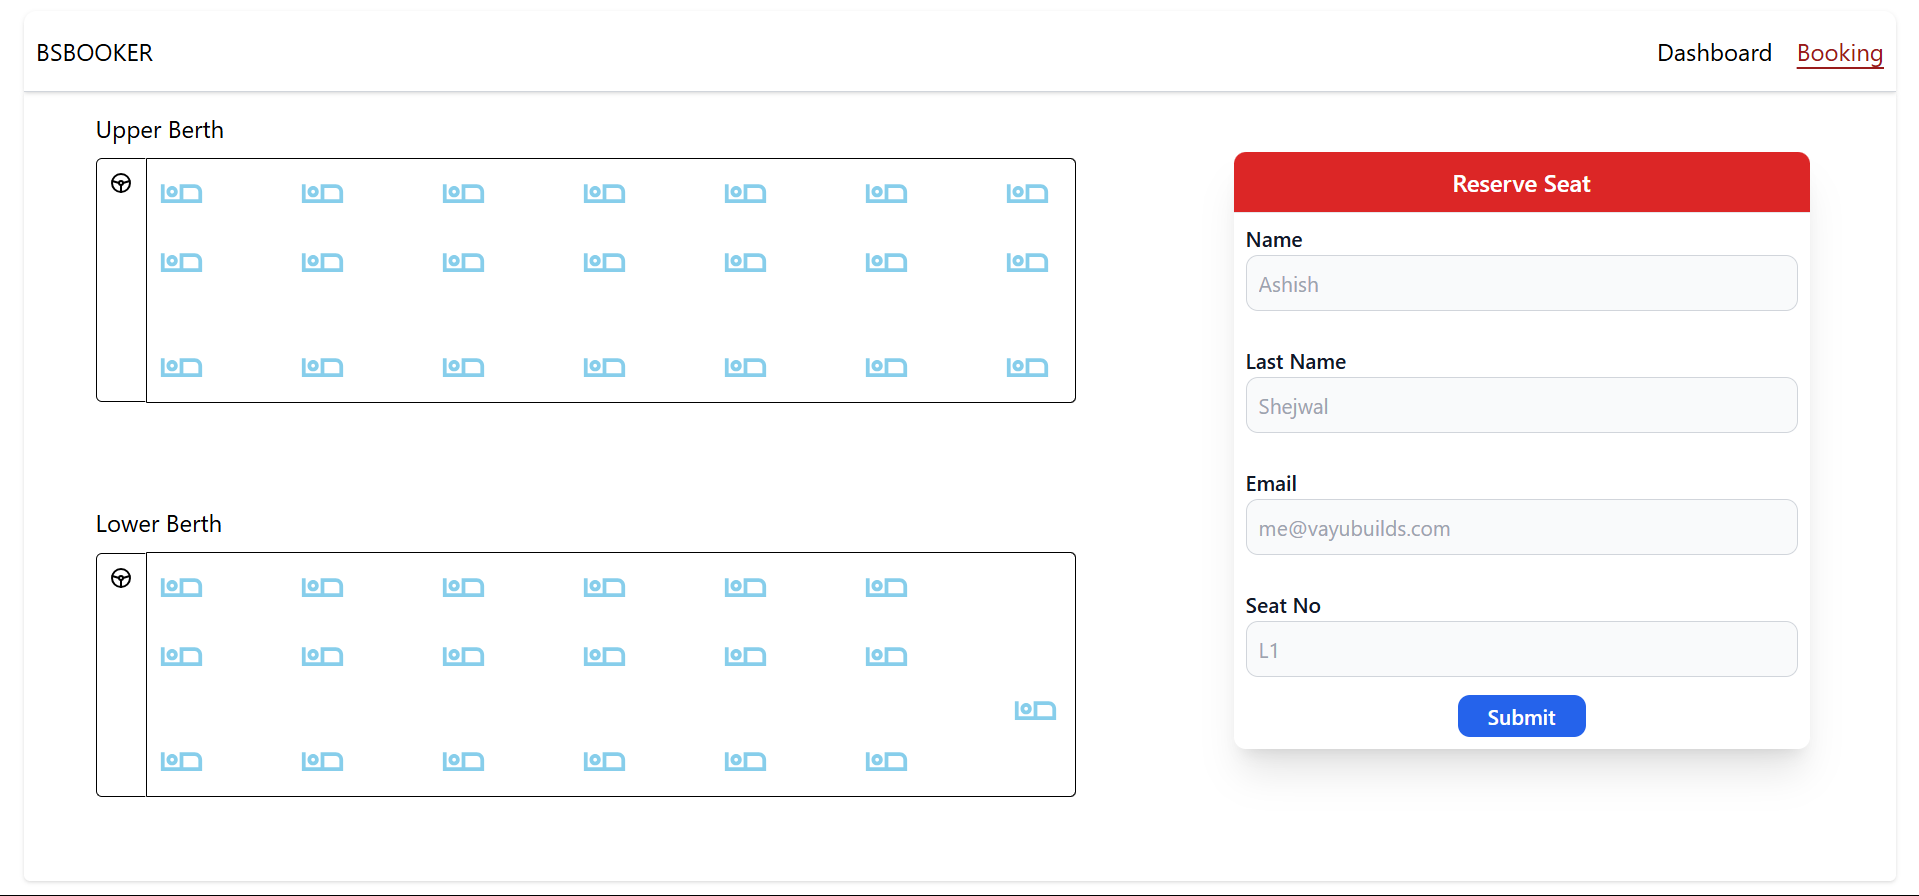 BSBOOKER
Dashboard Booking
Upper Berth
Lower Berth
Reserve Seat
Name
Ashish
Last Name
Shejwal
Email
me@vayubuilds.com
Seat No
L1
Submit